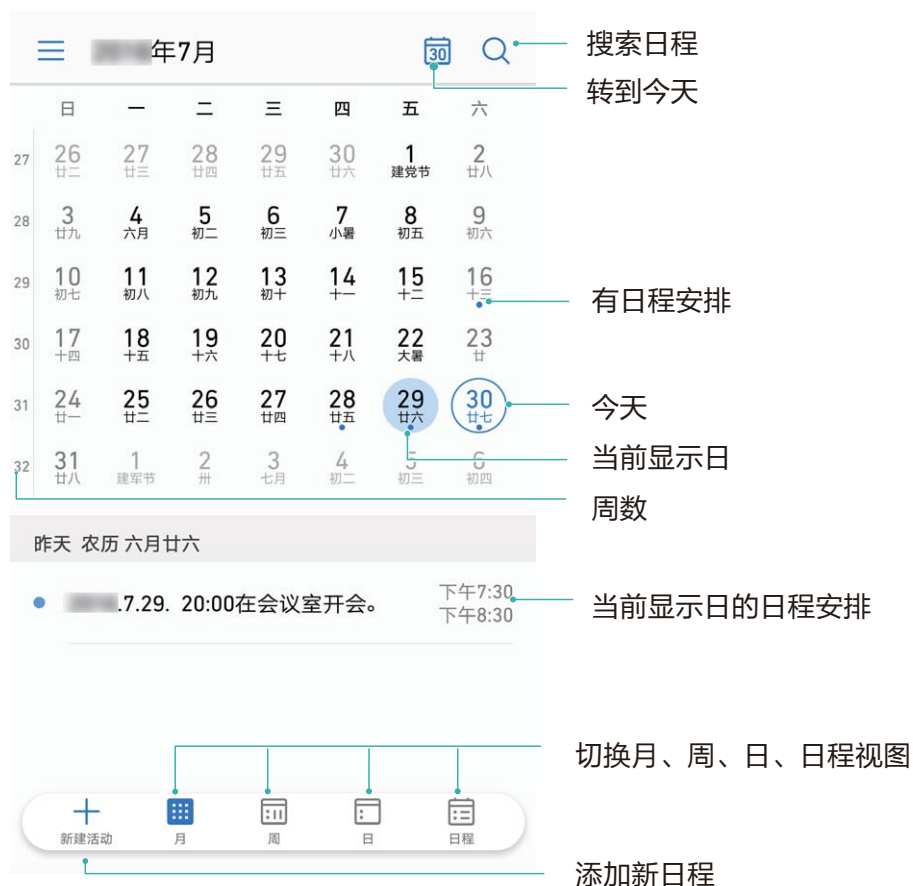 年7月
30
搜索日程
转到今天
日 一 二 三 四 五 六
27 26 27 28 29 30 1 2
廿二 廿三 廿四 廿五 廿六 建党节 廿八
28 3 4 5 6 7 8 9
廿九 六月 初二 初三 小暑 初五 初六
29 10 11 12 13 14 15 16
初七 初八 初九 初十 十一 十二 十三
有日程安排
30 17 18 19 20 21 22 23
十四 十五 十六 十七 十八 大暑 廿
31 24 25 26 27 28 29 30
廿一 廿二 廿三 廿四 廿五 廿六 廿七
今天
当前显示日
32 31 1 2 3 4 5 6
廿八 建军节 卅 七月 初二 初三 初四
周数
昨天 农历 六月廿六
.7.29. 20:00在会议室开会。
下午7:30
下午8:30
当前显示日的日程安排
切换月、周、日、日程视图
新建活动 月 周 日 日程
添加新日程